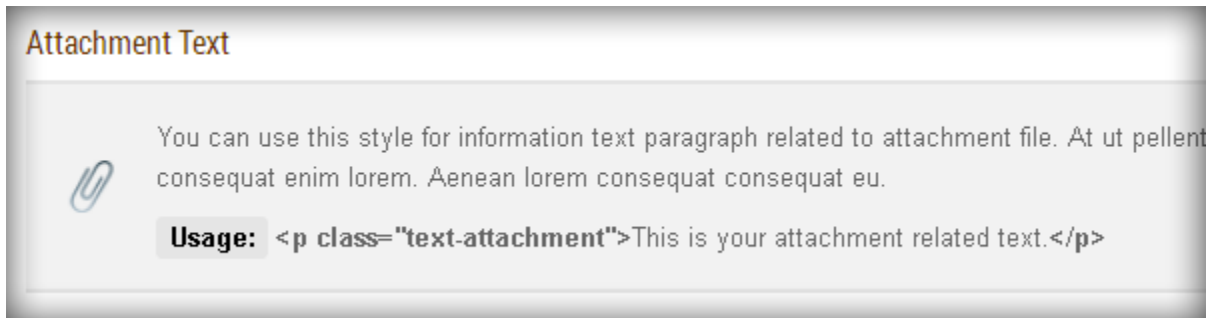 Attachment Text
You can use this style for information text paragraph related to attachment file. At ut pellent
consequat enim lorem. Aenean lorem consequat consequat eu.
Usage: <p class="text-attachment">This is your attachment related text.</p>